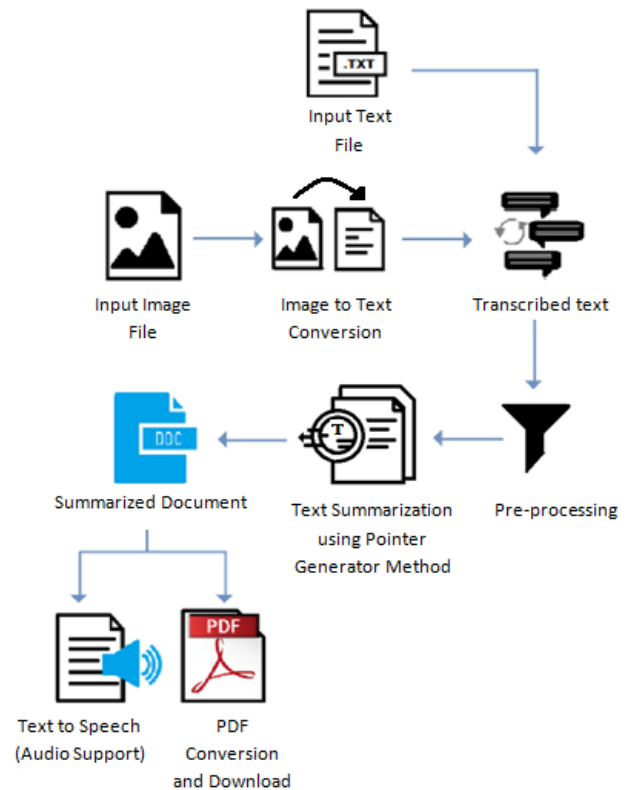 .TXT
Input Text
File
Input Image
File
Image to Text
Conversion
Transcribed text
DOC
Summarized Document
T
Text Summarization
using Pointer
Generator Method
Pre-processing
Text to Speech
(Audio Support)
PDF
PDF
Conversion
and Download